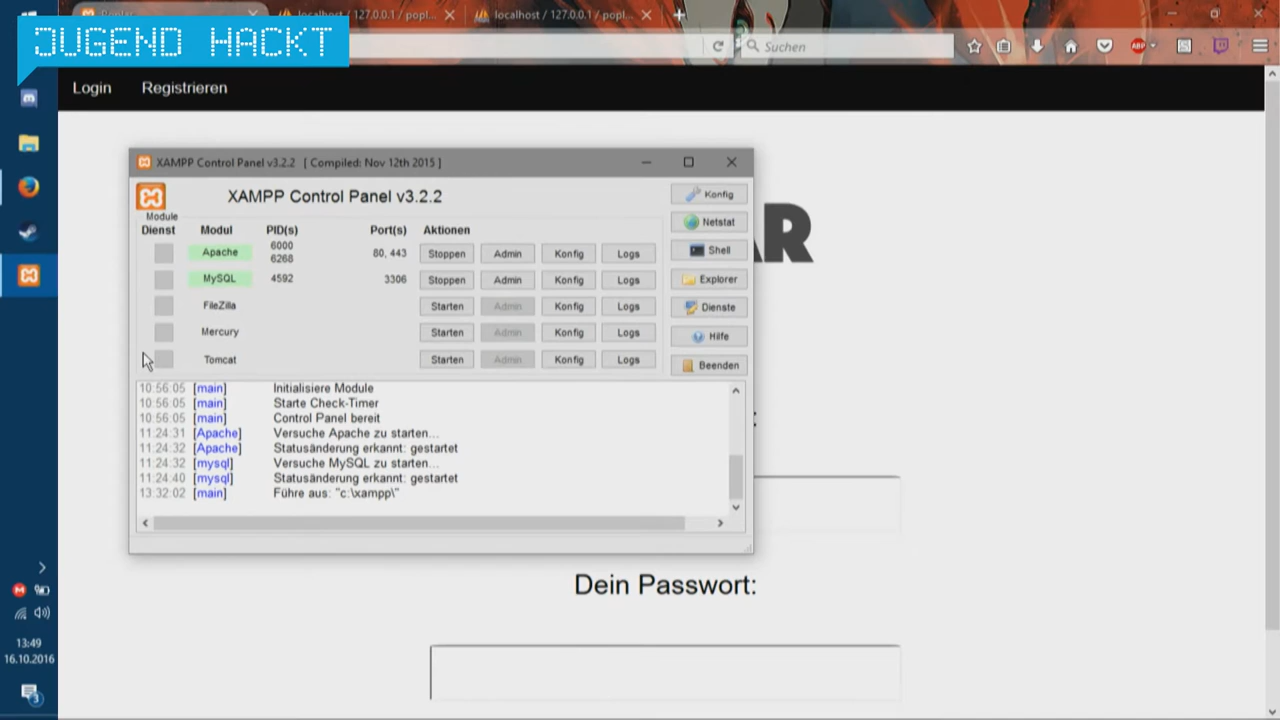 localhost / 127.0.0.1 / popl...
localhost / 127.0.0.1 / popl...
JUGEND HACKT
Suchen
ABP
Login
Registrieren
XAMPP Control Panel v3.2.2 [ Compiled: Nov 12th 2015 ]
XAMPP Control Panel v3.2.2
Konfig
Module
Dienst Modul PID(s) Port(s) Aktionen
Netstat
Apache 6000 6268 80, 443 Stoppen Admin Konfig Logs
Shell
MySQL 4592 3306 Stoppen Admin Konfig Logs
Explorer
FileZilla Starten Admin Konfig Logs
Dienste
Mercury Starten Admin Konfig Logs
Hilfe
Tomcat Starten Admin Konfig Logs
Beenden
10:56:05 [main] Initialisiere Module
10:56:05 [main] Starte Check-Timer
10:56:05 [main] Control Panel bereit
11:24:31 [Apache] Versuche Apache zu starten...
11:24:32 [Apache] Statusänderung erkannt: gestartet
11:24:32 [mysql] Versuche MySQL zu starten...
11:24:40 [mysql] Statusänderung erkannt: gestartet
13:32:02 [main] Führe aus: "c:\xampp\"
AR
:
Dein Passwort:
13:49
16.10.2016
3